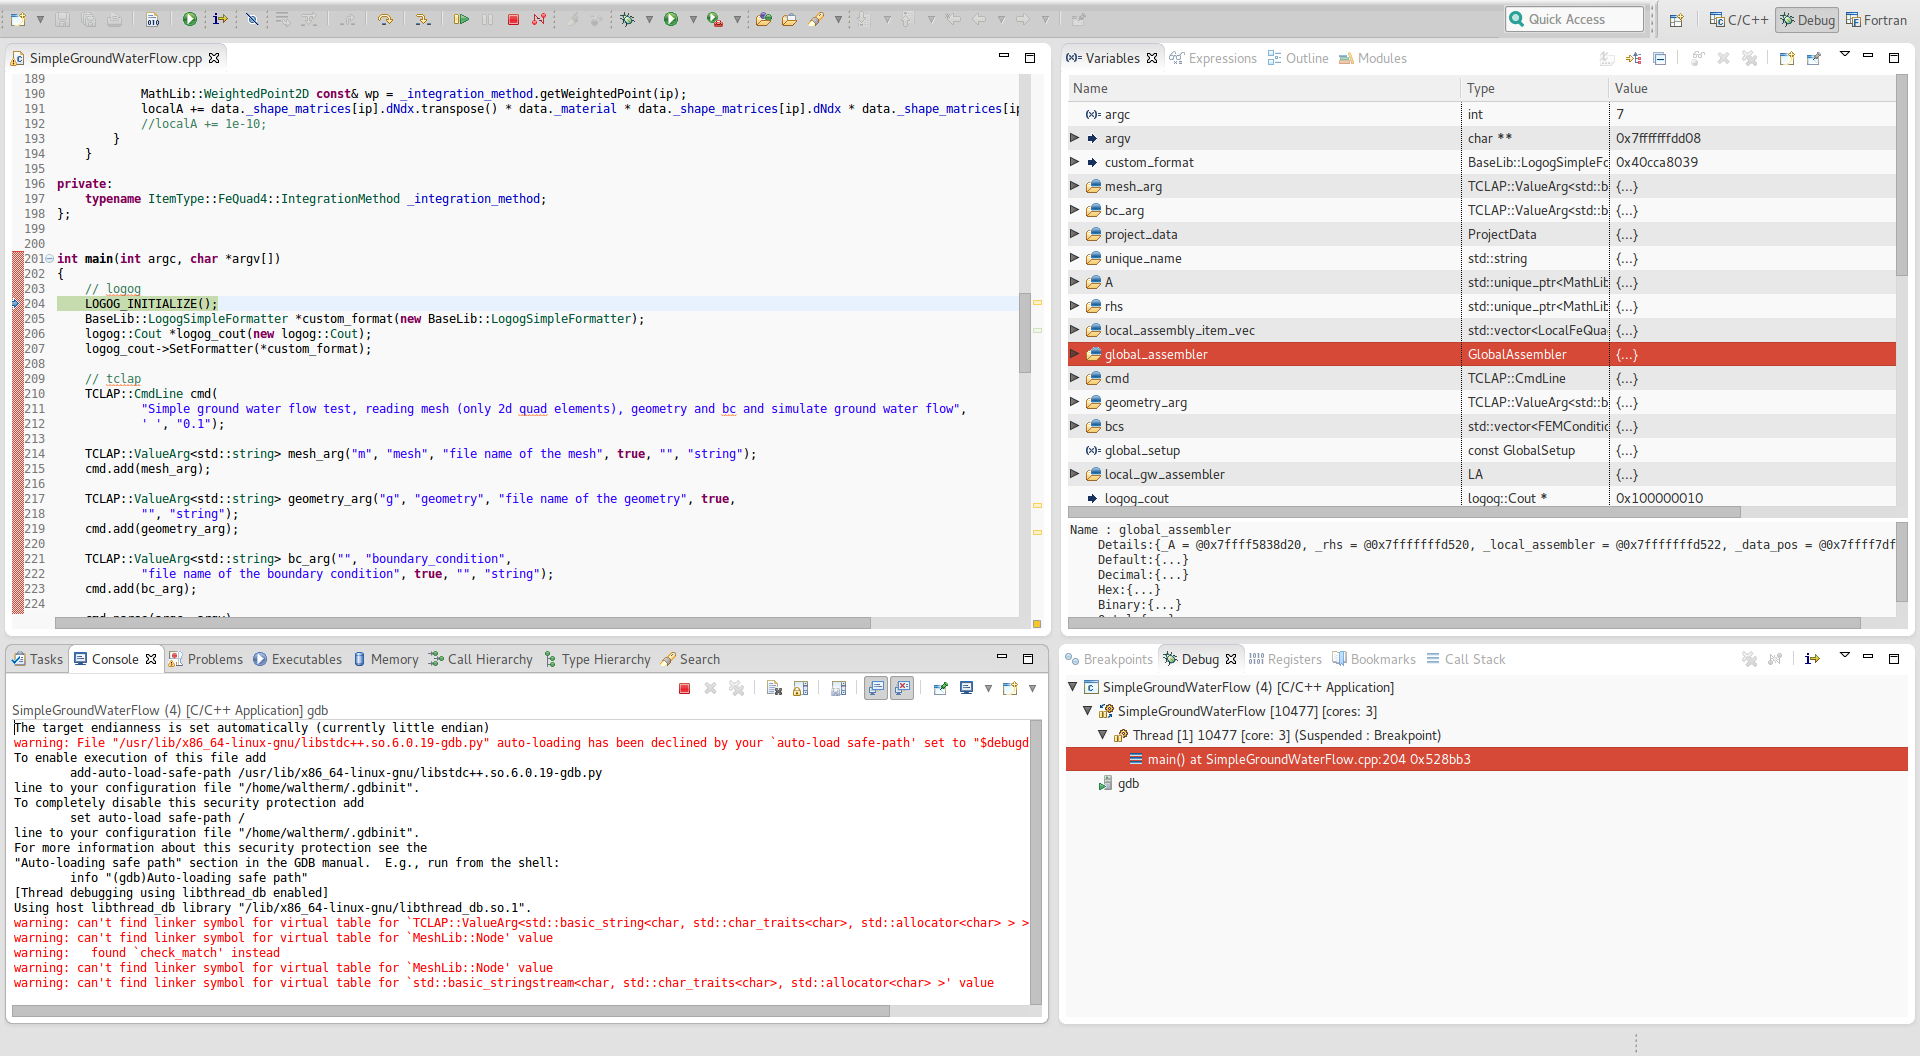 Quick Access
C/C++
Debug
Fortran
SimpleGroundWaterFlow.cpp
189
190 MathLib::WeightedPoint2D const& wp = _integration_method.getWeightedPoint(ip);
191 localA += data._shape_matrices[ip].dNdx.transpose() * data._material * data._shape_matrices[ip].dNdx * data._shape_matrices[ip
192 //localA += 1e-10;
193 }
194 }
195
196 private:
197 typename ItemType::FeQuad4::IntegrationMethod _integration_method;
198 };
199
200
201 int main(int argc, char *argv[])
202 {
203 // logog
204 LOGOG_INITIALIZE();
205 BaseLib::LogogSimpleFormatter *custom_format(new BaseLib::LogogSimpleFormatter);
206 logog::Cout *logog_cout(new logog::Cout);
207 logog_cout->SetFormatter(*custom_format);
208
209 // tclap
210 TCLAP::CmdLine cmd(
211 "Simple ground water flow test, reading mesh (only 2d quad elements), geometry and bc and simulate ground water flow",
212 ' ', "0.1");
213
214 TCLAP::ValueArg<std::string> mesh_arg("m", "mesh", "file name of the mesh", true, "", "string");
215 cmd.add(mesh_arg);
216
217 TCLAP::ValueArg<std::string> geometry_arg("g", "geometry", "file name of the geometry", true,
218 "", "string");
219 cmd.add(geometry_arg);
220
221 TCLAP::ValueArg<std::string> bc_arg("", "boundary_condition",
222 "file name of the boundary condition", true, "", "string");
223 cmd.add(bc_arg);
224
Variables Expressions Outline Modules
Name Type Value
argc int 7
argv char ** 0x7fffffffdd08
custom_format BaseLib::LogogSimpleFo 0x40cca8039
mesh_arg TCLAP::ValueArg<std::b {...}
bc_arg TCLAP::ValueArg<std::b {...}
project_data ProjectData {...}
unique_name std::string {...}
A std::unique_ptr<MathLib {...}
rhs std::unique_ptr<MathLib {...}
local_assembly_item_vec std::vector<LocalFeQua {...}
global_assembler GlobalAssembler {...}
cmd TCLAP::CmdLine {...}
geometry_arg TCLAP::ValueArg<std::b {...}
bcs std::vector<FEMConditic {...}
global_setup const GlobalSetup {...}
local_gw_assembler LA {...}
logog_cout logog::Cout * 0x100000010
Name : global_assembler
Details:{_A = @0x7ffff5838d20, _rhs = @0x7fffffffd520, _local_assembler = @0x7fffffffd522, _data_pos = @0x7ffff7df
Default:{...}
Decimal:{...}
Hex:{...}
Binary:{...}
Tasks Console Problems Executables Memory Call Hierarchy Type Hierarchy Search
SimpleGroundWaterFlow (4) [C/C++ Application] gdb
The target endianness is set automatically (currently little endian)
warning: File "/usr/lib/x86_64-linux-gnu/libstdc++.so.6.0.19-gdb.py" auto-loading has been declined by your `auto-load safe-path' set to "$debugd
To enable execution of this file add
add-auto-load-safe-path /usr/lib/x86_64-linux-gnu/libstdc++.so.6.0.19-gdb.py
line to your configuration file "/home/waltherm/.gdbinit".
To completely disable this security protection add
set auto-load safe-path /
line to your configuration file "/home/waltherm/.gdbinit".
For more information about this security protection see the
"Auto-loading safe path" section in the GDB manual. E.g., run from the shell:
info "(gdb)Auto-loading safe path"
[Thread debugging using libthread_db enabled]
Using host libthread_db library "/lib/x86_64-linux-gnu/libthread_db.so.1".
warning: can't find linker symbol for virtual table for `TCLAP::ValueArg<std::basic_string<char, std::char_traits<char>, std::allocator<char> > >
warning: can't find linker symbol for virtual table for `MeshLib::Node' value
warning: found `check_match' instead
warning: can't find linker symbol for virtual table for `MeshLib::Node' value
warning: can't find linker symbol for virtual table for `std::basic_stringstream<char, std::char_traits<char>, std::allocator<char> >' value
Breakpoints Debug Registers Bookmarks Call Stack
SimpleGroundWaterFlow (4) [C/C++ Application]
SimpleGroundWaterFlow [10477] [cores: 3]
Thread [1] 10477 [core: 3] (Suspended : Breakpoint)
main() at SimpleGroundWaterFlow.cpp:204 0x528bb3
gdb